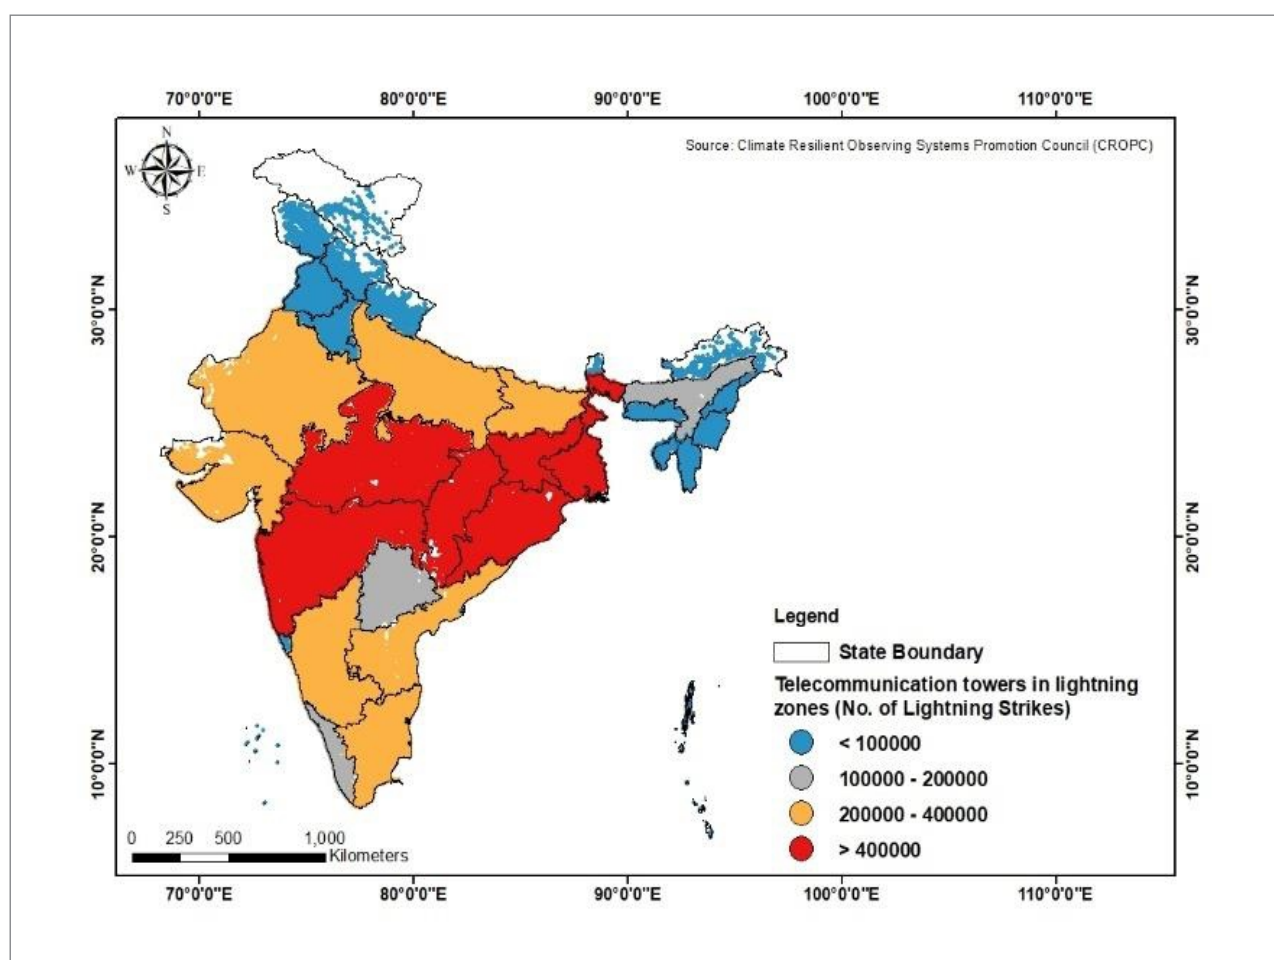 70°0'0"E 80°0'0"E 90°0'0"E 100°0'0"E 110°0'0"E
N
W E
S
Source: Climate Resilient Observing Systems Promotion Council (CROPC)
30°0'0"N 30°0'0"N
20°0'0"N 20°0'0"N
10°0'0"N 10°0'0"N
Legend
State Boundary
Telecommunication towers in lightning
zones (No. of Lightning Strikes)
< 100000
100000 - 200000
200000 - 400000
> 400000
0 250 500 1,000
Kilometers
70°0'0"E 80°0'0"E 90°0'0"E 100°0'0"E 110°0'0"E